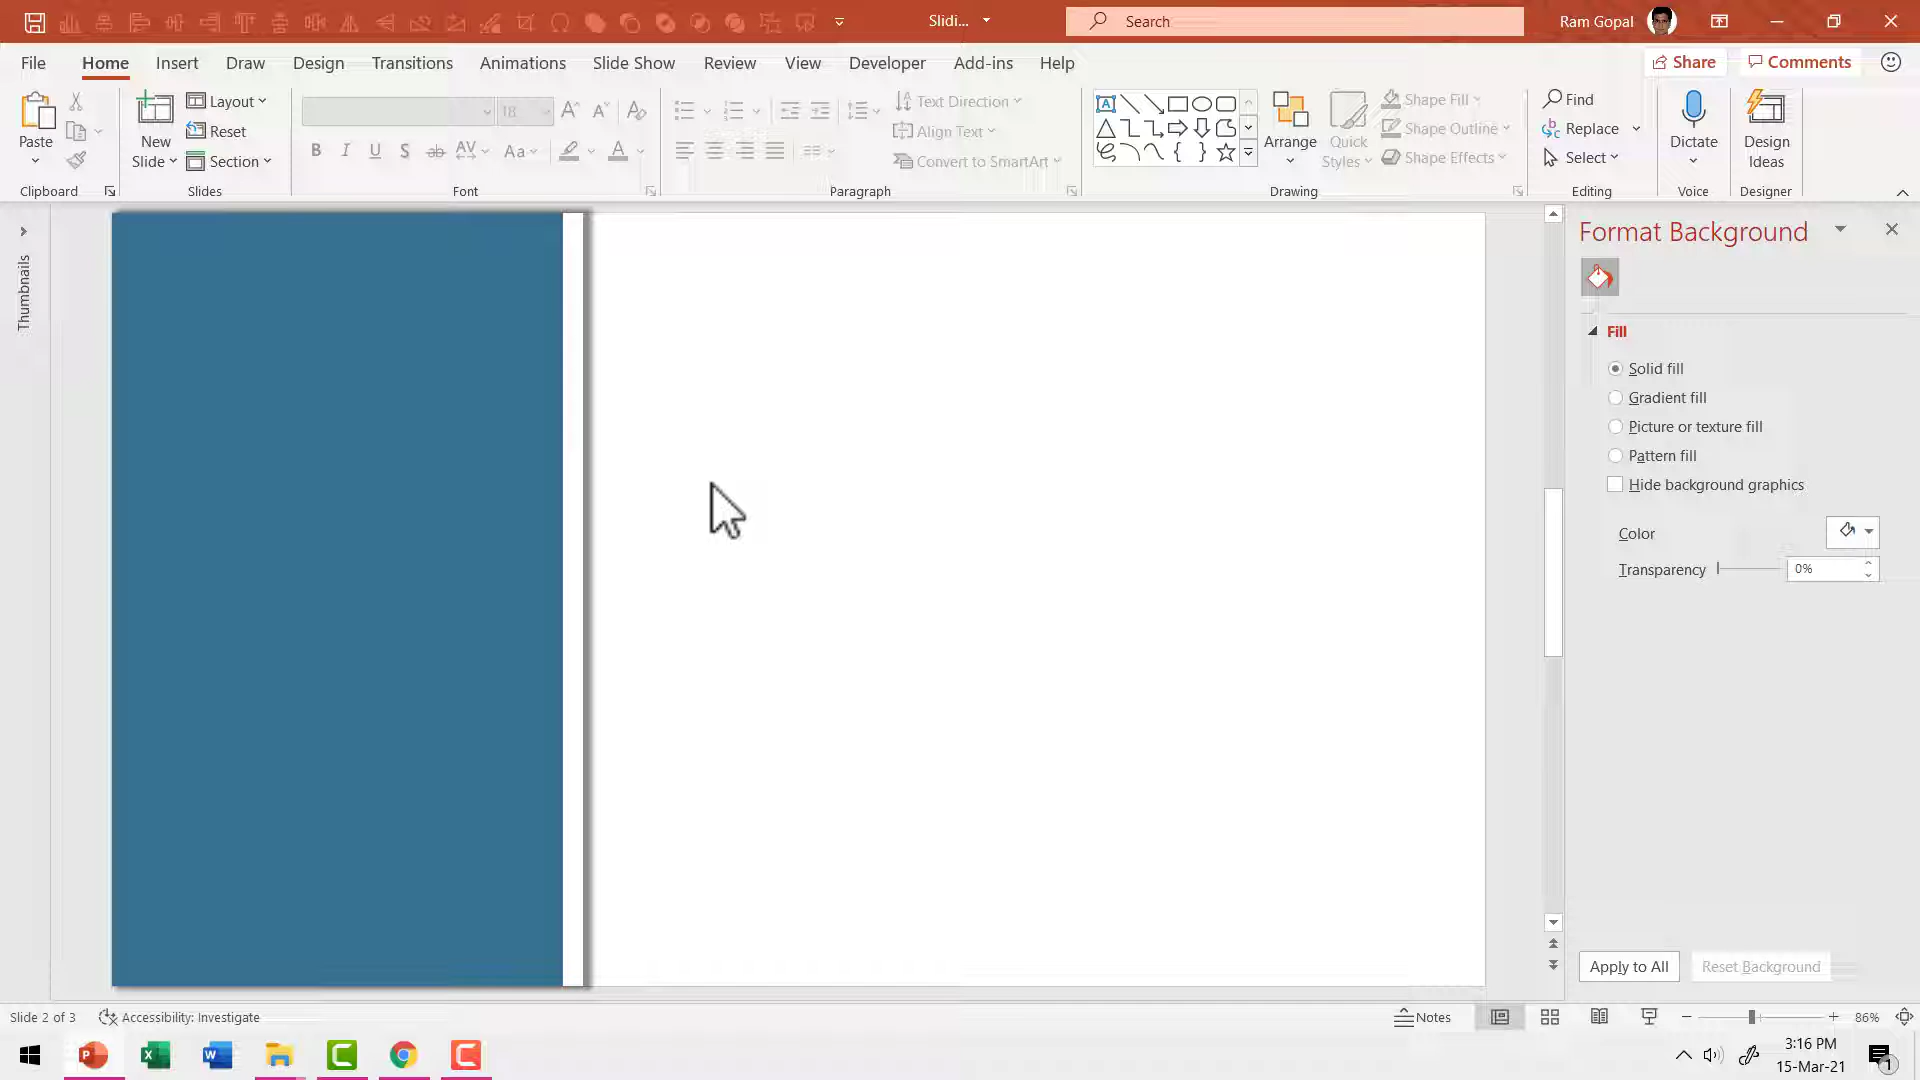 Slidi...
Search
Ram Gopal
File Home Insert Draw Design Transitions Animations Slide Show Review View Developer Add-ins Help
Share
Comments
Paste
New
Slide
Layout
Reset
Section
18
B I U S ab AV Aa A
Text Direction
Align Text
Convert to SmartArt
Arrange
Quick
Styles
Shape Fill
Shape Outline
Shape Effects
Find
Replace
Select
Dictate
Design
Ideas
Clipboard Slides Font Paragraph Drawing Editing Voice Designer
Thumbnails
Format Background
Fill
Solid fill
Gradient fill
Picture or texture fill
Pattern fill
Hide background graphics
Color
Transparency 0%
Apply to All Reset Background
Slide 2 of 3 Accessibility: Investigate Notes 86%
3:16 PM
15-Mar-21
1